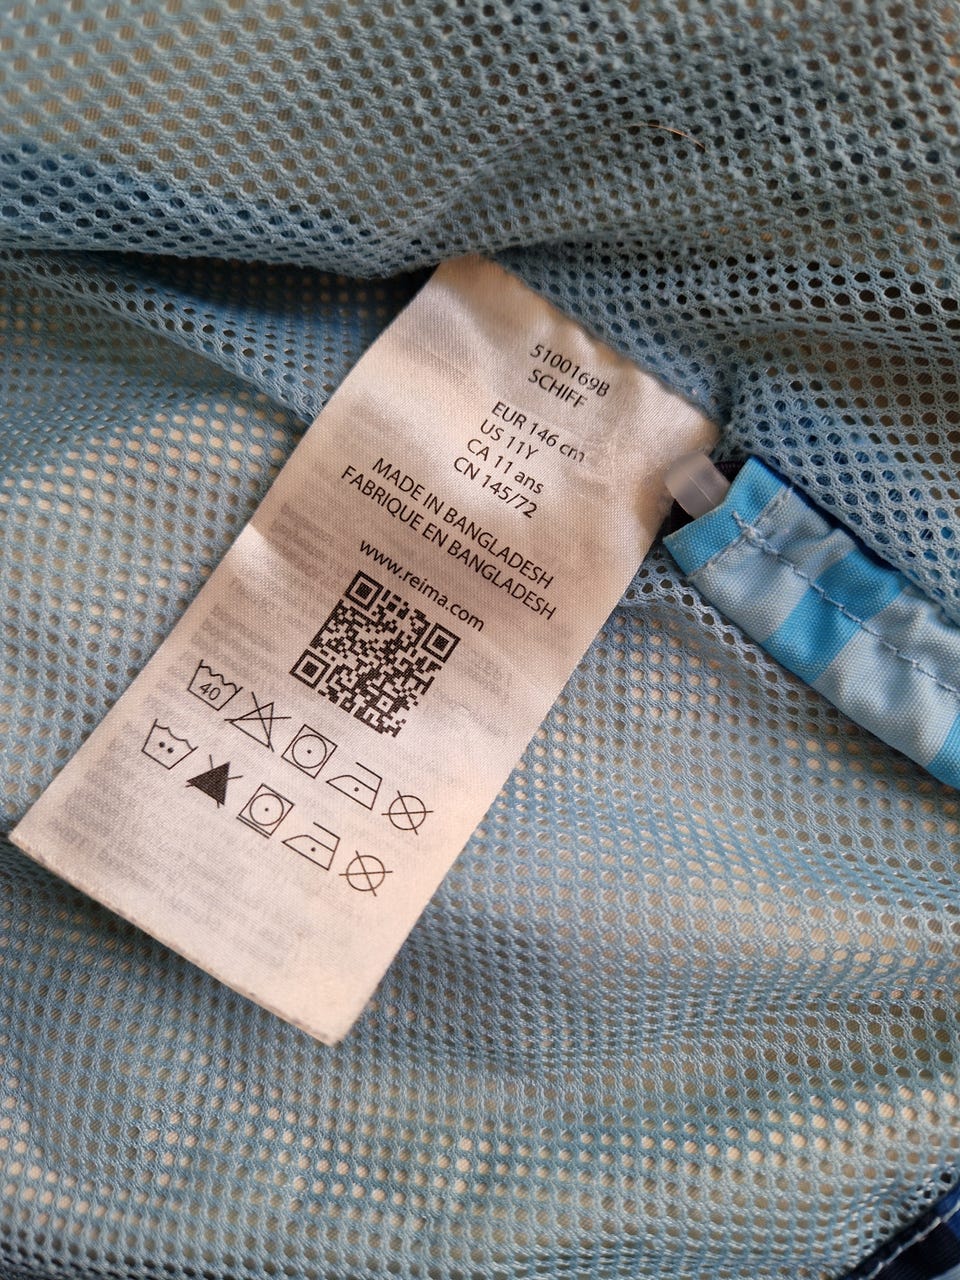 5100169B
SCHIFF
EUR 146 cm
US 11Y
CA 11 ans
CN 145/72
MADE IN BANGLADESH
FABRIQUE EN BANGLADESH
www.reima.com
40